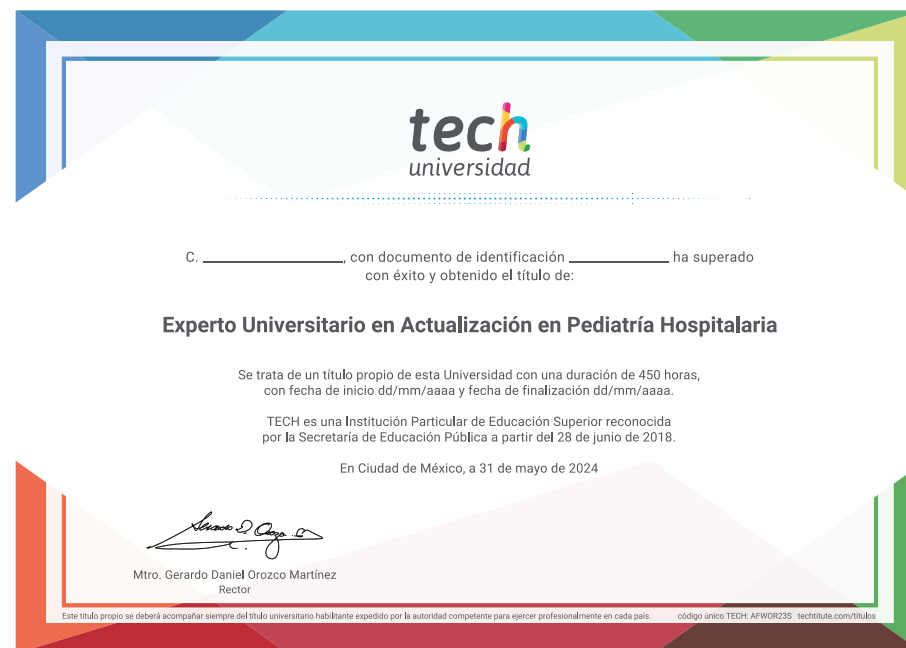 tech
universidad
C. ____________, con documento de identificación ____________ ha superado
con éxito y obtenido el título de:
Experto Universitario en Actualización en Pediatría Hospitalaria
Se trata de un título propio de esta Universidad con una duración de 450 horas,
con fecha de inicio dd/mm/aaaa y fecha de finalización dd/mm/aaaa.
TECH es una Institución Particular de Educación Superior reconocida
por la Secretaría de Educación Pública a partir del 28 de junio de 2018.
En Ciudad de México, a 31 de mayo de 2024
Mtro. Gerardo Daniel Orozco Martínez
Rector
Este título propio se deberá acompañar siempre del título universitario habilitante expedido por la autoridad competente para ejercer profesionalmente en cada país. código único TECH: AFWOR23S techtitute.com/titulos